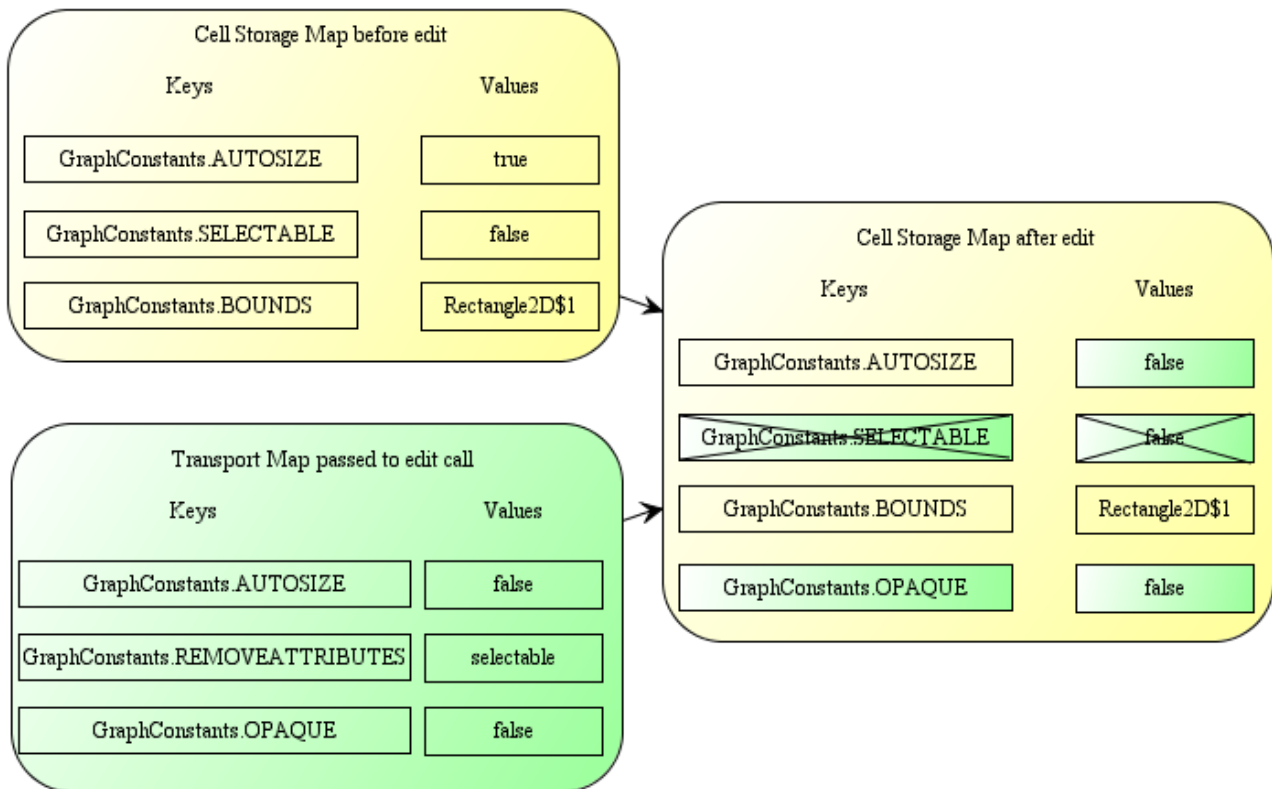 Cell Storage Map before edit
Keys Values
GraphConstants.AUTOSIZE true
GraphConstants.SELECTABLE false
GraphConstants.BOUNDS Rectangle2D$1
Transport Map passed to edit call
Keys Values
GraphConstants.AUTOSIZE false
GraphConstants.REMOVEATTRIBUTES selectable
GraphConstants.OPAQUE false
Cell Storage Map after edit
Keys Values
GraphConstants.AUTOSIZE false
GraphConstants.SELECTABLE false
GraphConstants.BOUNDS Rectangle2D$1
GraphConstants.OPAQUE false